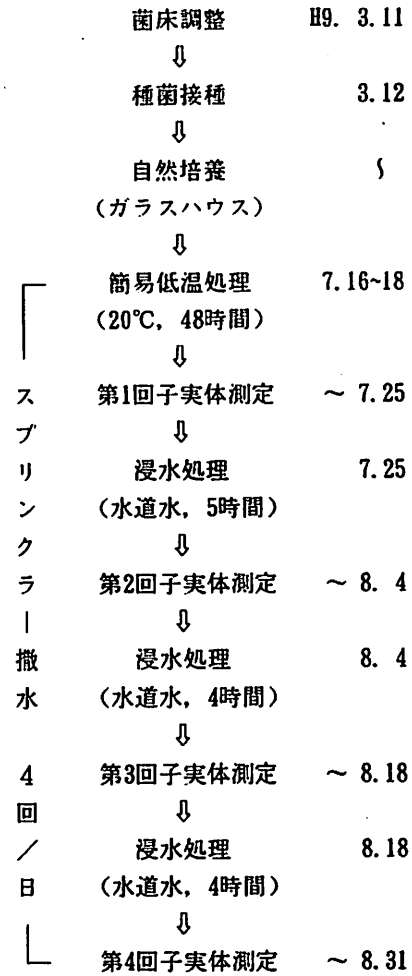 菌床調整 H9. 3.11
⇩
種菌接種 3.12
⇩
自然培養 ∫
(ガラスハウス)
⇩
簡易低温処理 7.16~18
(20℃, 48時間)
⇩
第1回子実体測定 ~ 7.25
⇩
浸水処理 7.25
(水道水, 5時間)
⇩
第2回子実体測定 ~ 8. 4
⇩
浸水処理 8. 4
(水道水, 4時間)
⇩
第3回子実体測定 ~ 8.18
⇩
浸水処理 8.18
(水道水, 4時間)
⇩
第4回子実体測定 ~ 8.31
スプリンクラー撒水 4回/日